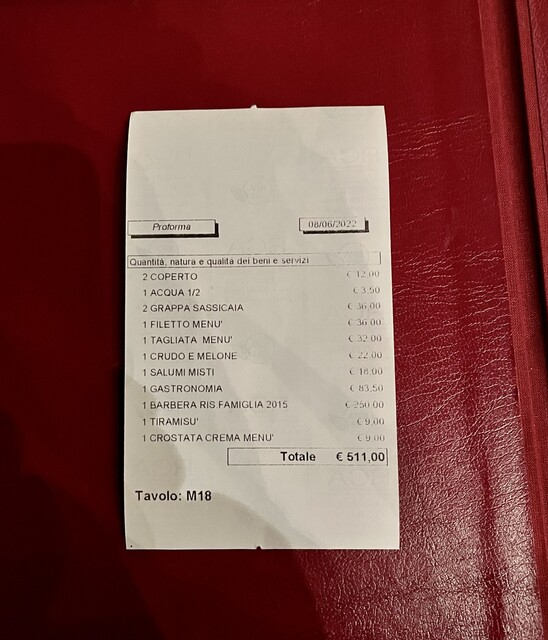 Proforma 08/06/2022
Quantità, natura e qualità dei beni e servizi
2 COPERTO € 12,00
1 ACQUA 1/2 € 3,50
2 GRAPPA SASSICAIA € 36,00
1 FILETTO MENU' € 36,00
1 TAGLIATA MENU' € 32,00
1 CRUDO E MELONE € 22,00
1 SALUMI MISTI € 18,00
1 GASTRONOMIA € 83,50
1 BARBERA RIS.FAMIGLIA 2015 € 250,00
1 TIRAMISU' € 9,00
1 CROSTATA CREMA MENU' € 9,00
Totale € 511,00
Tavolo: M18